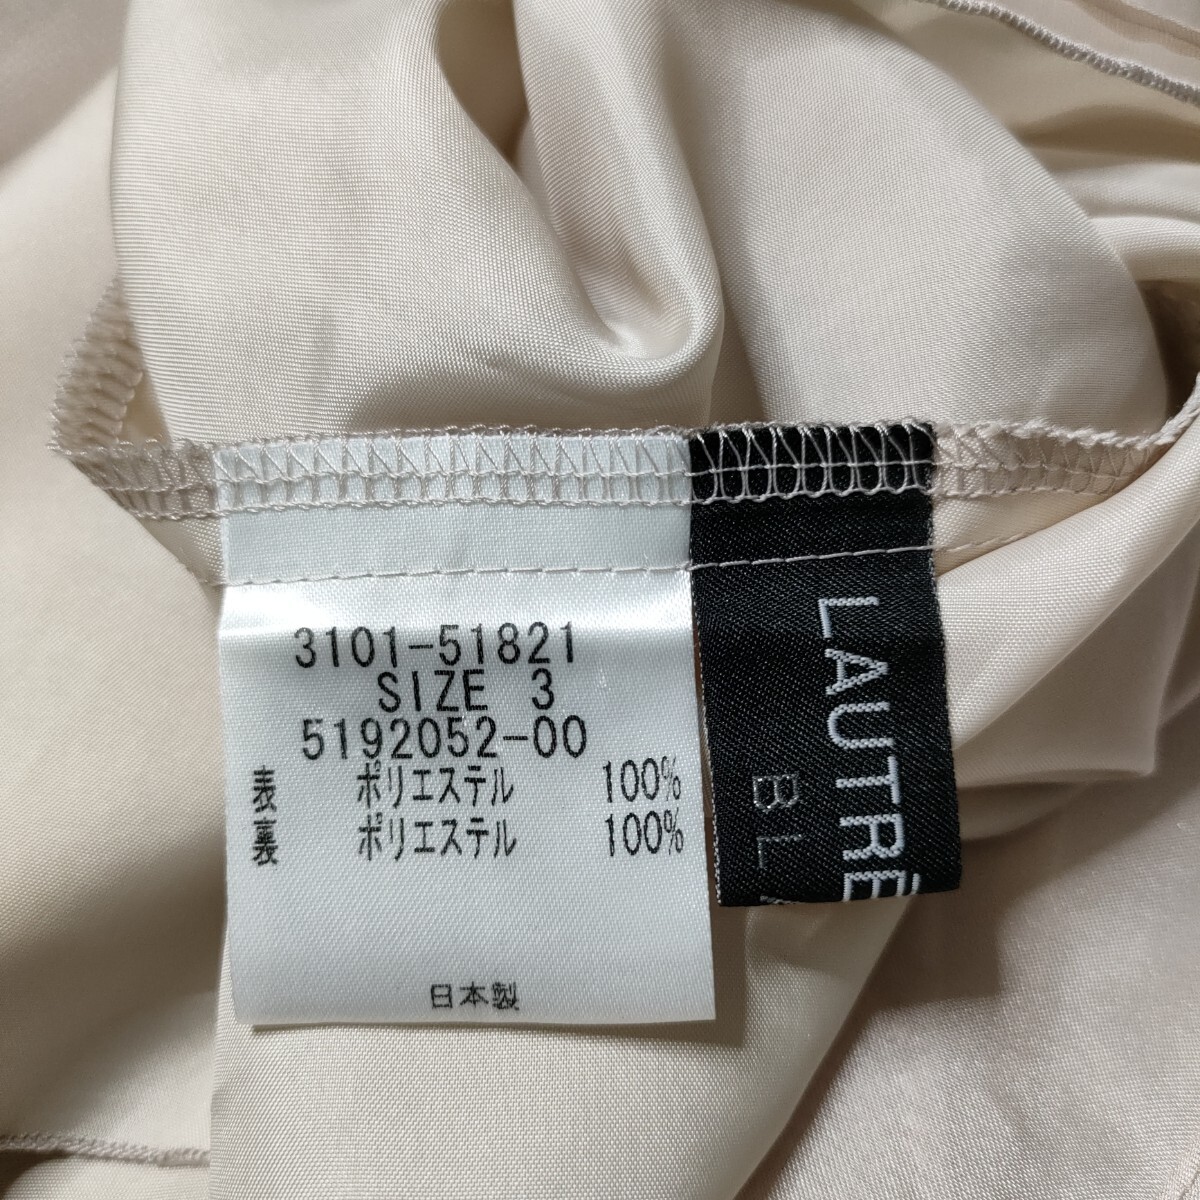 3101-51821
SIZE 3
5192052-00
表 ポリエステル 100%
裏 ポリエステル 100%
日本製
LAUTRE
BL